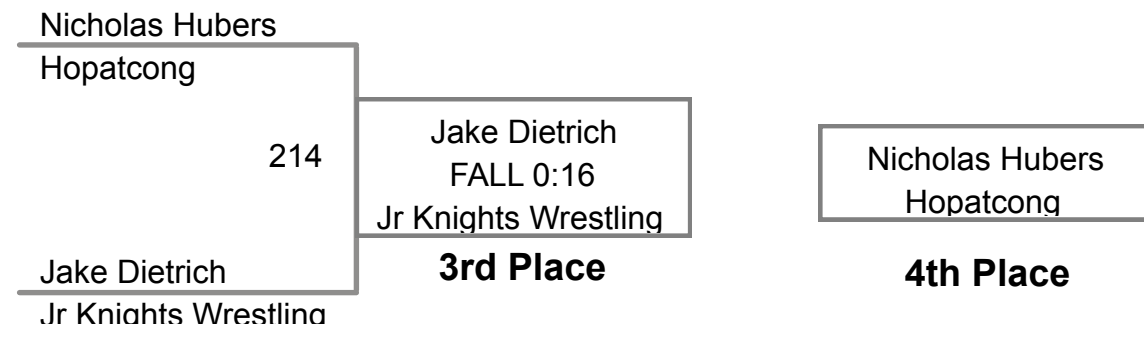 Nicholas Hubers
Hopatcong
214
Jake Dietrich
Jr Knights Wrestling
Jake Dietrich
FALL 0:16
Jr Knights Wrestling
3rd Place
Nicholas Hubers
Hopatcong
4th Place